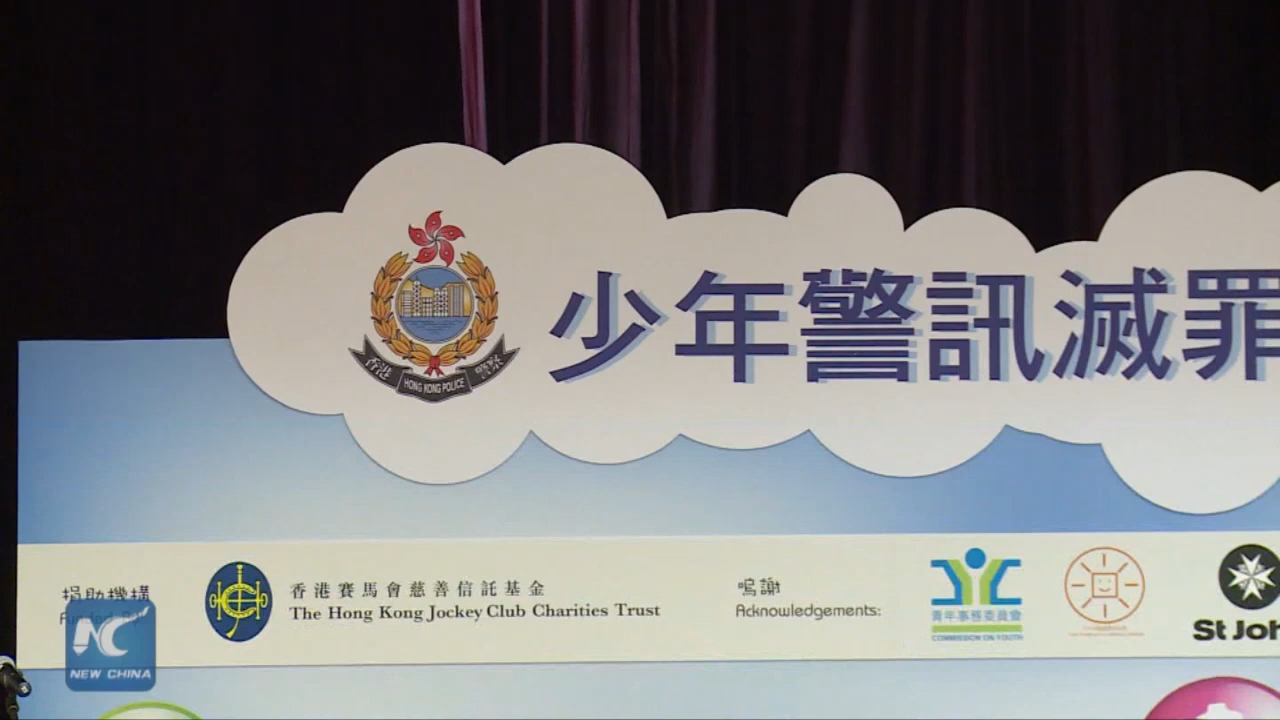 少年警訊滅罪
香港 警察
HONG KONG POLICE
捐助機構
香港賽馬會慈善信託基金
The Hong Kong Jockey Club Charities Trust
鳴謝
Acknowledgements:
青年事務委員會
COMMISSION ON YOUTH
St Joh
NEW CHINA